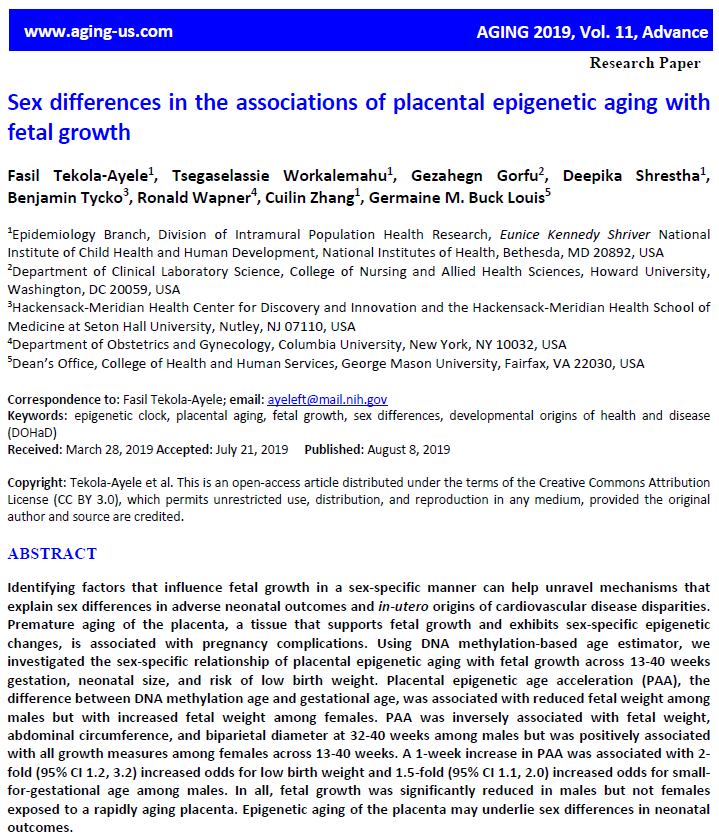 www.aging-us.com AGING 2019, Vol. 11, Advance
Research Paper
Sex differences in the associations of placental epigenetic aging with
fetal growth
Fasil Tekola-Ayele1, Tsegaselassie Workalemahu1, Gezahegn Gorfu2, Deepika Shrestha1,
Benjamin Tycko3, Ronald Wapner4, Cuilin Zhang1, Germaine M. Buck Louis5
1Epidemiology Branch, Division of Intramural Population Health Research, Eunice Kennedy Shriver National
Institute of Child Health and Human Development, National Institutes of Health, Bethesda, MD 20892, USA
2Department of Clinical Laboratory Science, College of Nursing and Allied Health Sciences, Howard University,
Washington, DC 20059, USA
3Hackensack-Meridian Health Center for Discovery and Innovation and the Hackensack-Meridian Health School of
Medicine at Seton Hall University, Nutley, NJ 07110, USA
4Department of Obstetrics and Gynecology, Columbia University, New York, NY 10032, USA
5Dean's Office, College of Health and Human Services, George Mason University, Fairfax, VA 22030, USA
Correspondence to: Fasil Tekola-Ayele; email: ayeleft@mail.nih.gov
Keywords: epigenetic clock, placental aging, fetal growth, sex differences, developmental origins of health and disease
(DOHaD)
Received: March 28, 2019 Accepted: July 21, 2019 Published: August 8, 2019
Copyright: Tekola-Ayele et al. This is an open-access article distributed under the terms of the Creative Commons Attribution
License (CC BY 3.0), which permits unrestricted use, distribution, and reproduction in any medium, provided the original
author and source are credited.
ABSTRACT
Identifying factors that influence fetal growth in a sex-specific manner can help unravel mechanisms that
explain sex differences in adverse neonatal outcomes and in-utero origins of cardiovascular disease disparities.
Premature aging of the placenta, a tissue that supports fetal growth and exhibits sex-specific epigenetic
changes, is associated with pregnancy complications. Using DNA methylation-based age estimator, we
investigated the sex-specific relationship of placental epigenetic aging with fetal growth across 13-40 weeks
gestation, neonatal size, and risk of low birth weight. Placental epigenetic age acceleration (PAA), the
difference between DNA methylation age and gestational age, was associated with reduced fetal weight among
males but with increased fetal weight among females. PAA was inversely associated with fetal weight,
abdominal circumference, and biparietal diameter at 32-40 weeks among males but was positively associated
with all growth measures among females across 13-40 weeks. A 1-week increase in PAA was associated with 2-
fold (95% CI 1.2, 3.2) increased odds for low birth weight and 1.5-fold (95% CI 1.1, 2.0) increased odds for small-
for-gestational age among males. In all, fetal growth was significantly reduced in males but not females
exposed to a rapidly aging placenta. Epigenetic aging of the placenta may underlie sex differences in neonatal
outcomes.